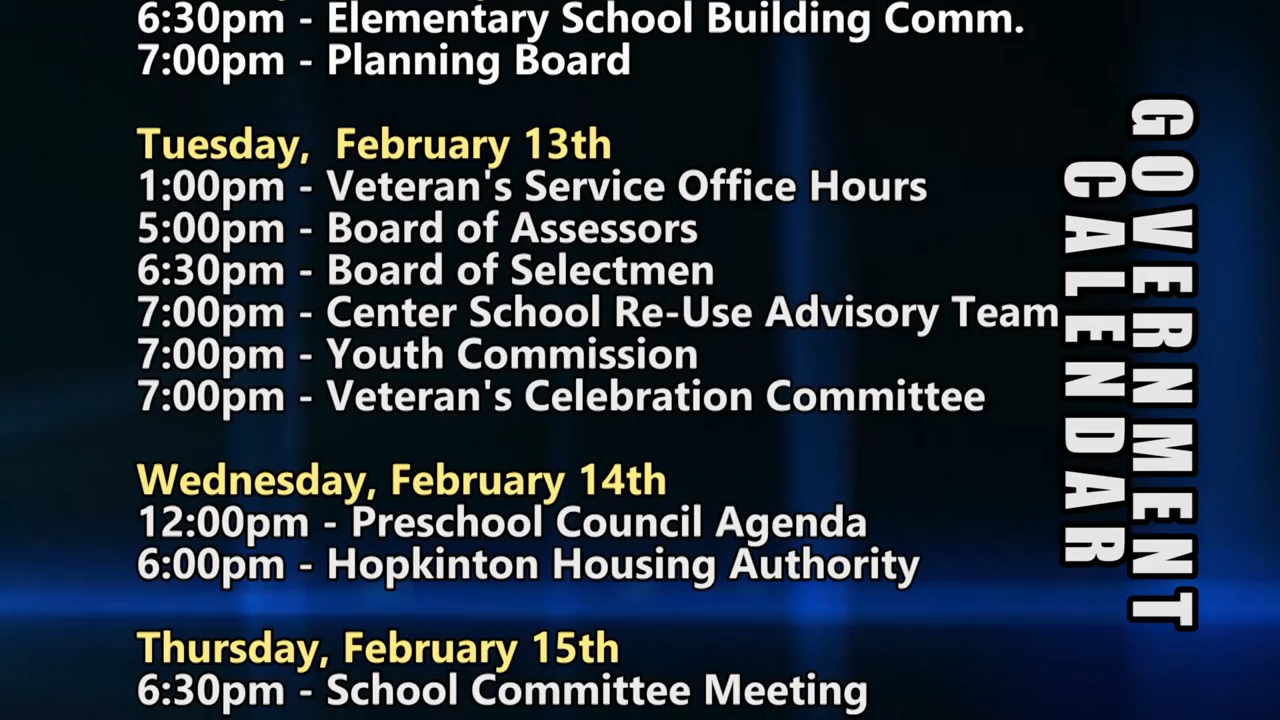 6:30pm - Elementary School Building Comm.
7:00pm - Planning Board
Tuesday,  February 13th
1:00pm - Veteran's Service Office Hours
5:00pm - Board of Assessors
6:30pm - Board of Selectmen
7:00pm - Center School Re-Use Advisory Team
7:00pm - Youth Commission
7:00pm - Veteran's Celebration Committee
Wednesday, February 14th
12:00pm - Preschool Council Agenda
6:00pm - Hopkinton Housing Authority
Thursday, February 15th
6:30pm - School Committee Meeting
GOVERNMENT
CALENDAR